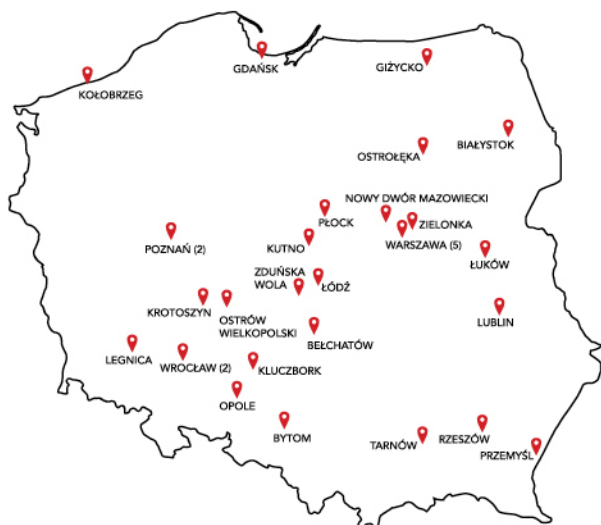 GDAŃSK
GIŻYCKO
KOŁOBRZEG
BIAŁYSTOK
OSTROŁĘKA
NOWY DWÓR MAZOWIECKI
PŁOCK
ZIELONKA
WARSZAWA (5)
POZNAŃ (2)
KUTNO
ŁUKÓW
ZDUŃSKA
WOLA
ŁÓDŹ
KROTOSZYN
OSTRÓW
WIELKOPOLSKI
LUBLIN
BEŁCHATÓW
LEGNICA
WROCŁAW (2)
KLUCZBORK
OPOLE
BYTOM
TARNÓW
RZESZÓW
PRZEMYŚL